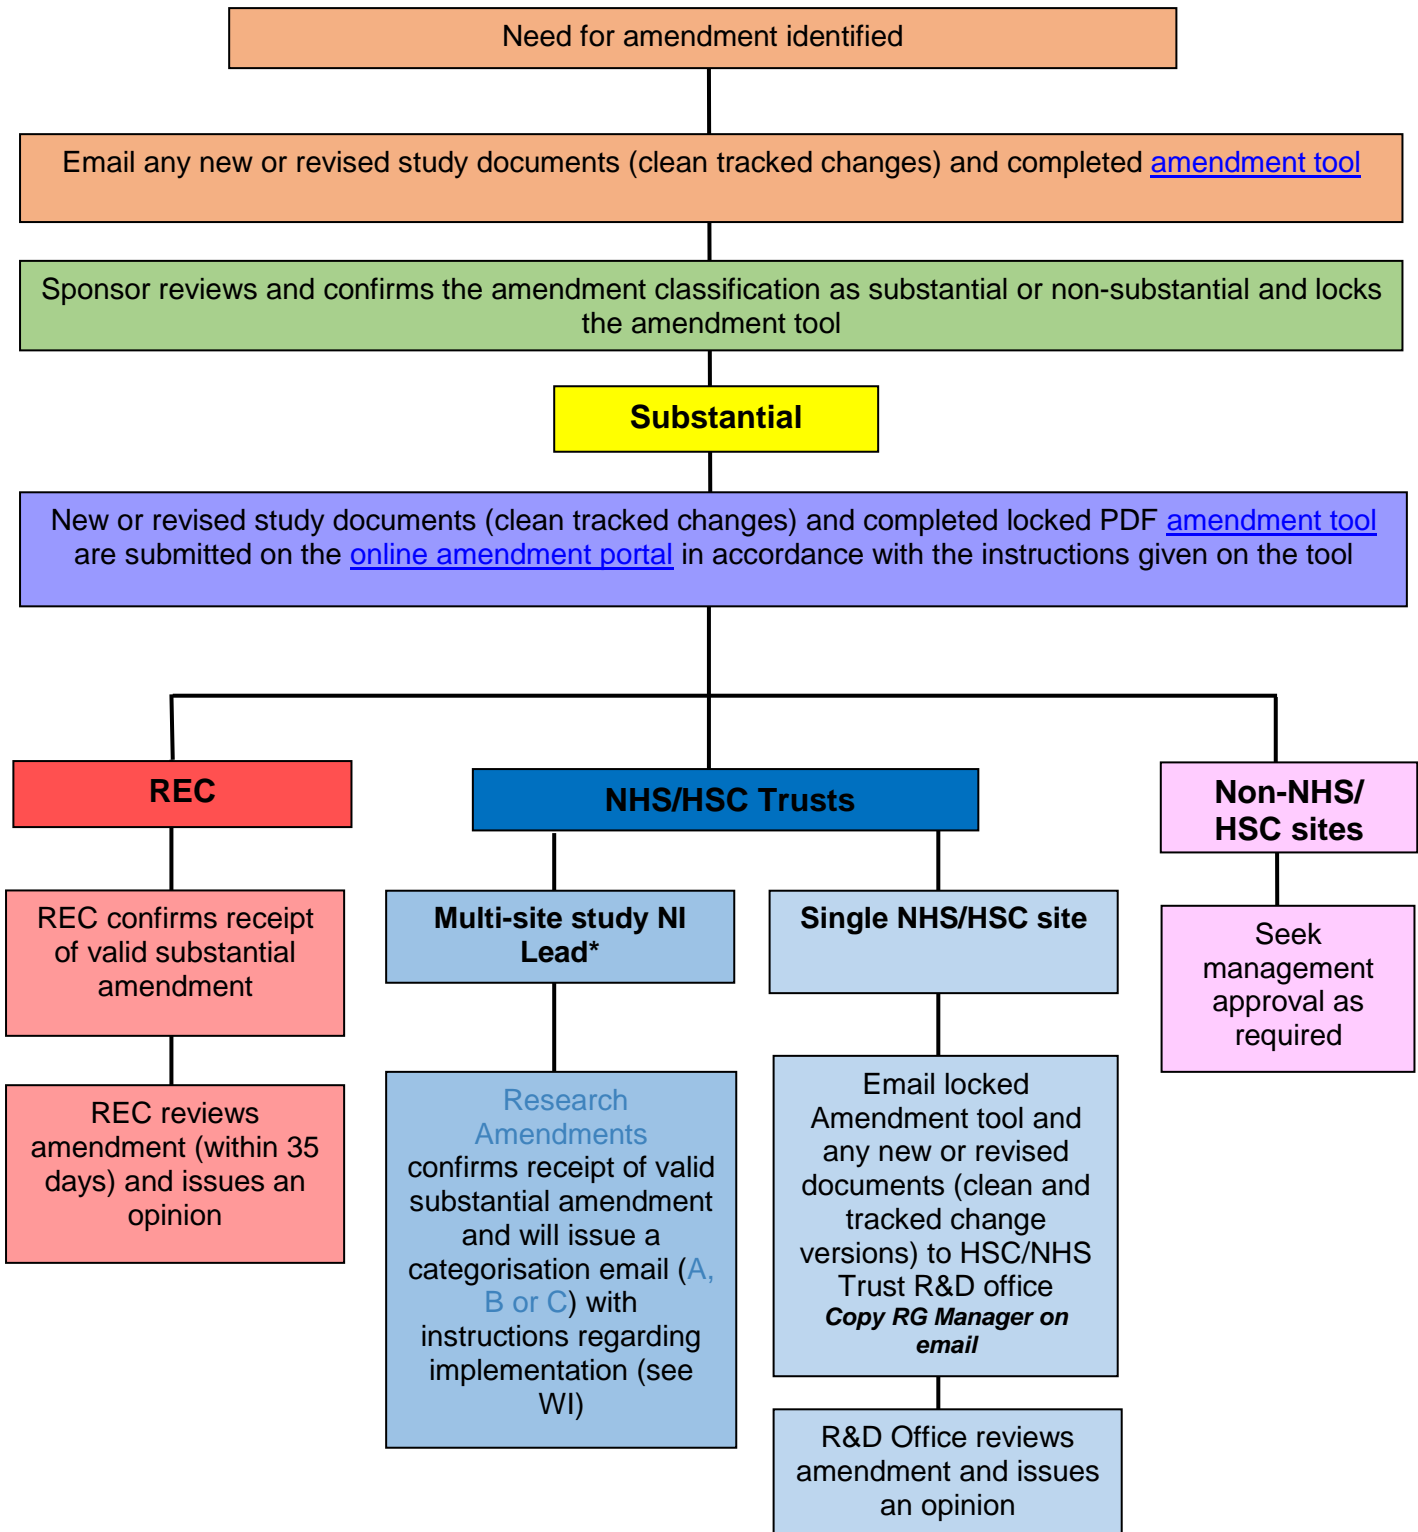 Need for amendment identified
Email any new or revised study documents (clean tracked changes) and completed amendment tool
Sponsor reviews and confirms the amendment classification as substantial or non-substantial and locks
the amendment tool
Substantial
New or revised study documents (clean tracked changes) and completed locked PDF amendment tool
are submitted on the online amendment portal in accordance with the instructions given on the tool
REC
REC confirms receipt
of valid substantial
amendment
REC reviews
amendment (within 35
days) and issues an
opinion
NHS/HSC Trusts
Multi-site study NI
Lead*
Research
Amendments
confirms receipt of valid
substantial amendment
and will issue a
categorisation email (A,
B or C) with
instructions regarding
implementation (see
WI)
Single NHS/HSC site
Email locked
Amendment tool and
any new or revised
documents (clean and
tracked change
versions) to HSC/NHS
Trust R&D office
Copy RG Manager on
email
R&D Office reviews
amendment and issues
an opinion
Non-NHS/
HSC sites
Seek
management
approval as
required